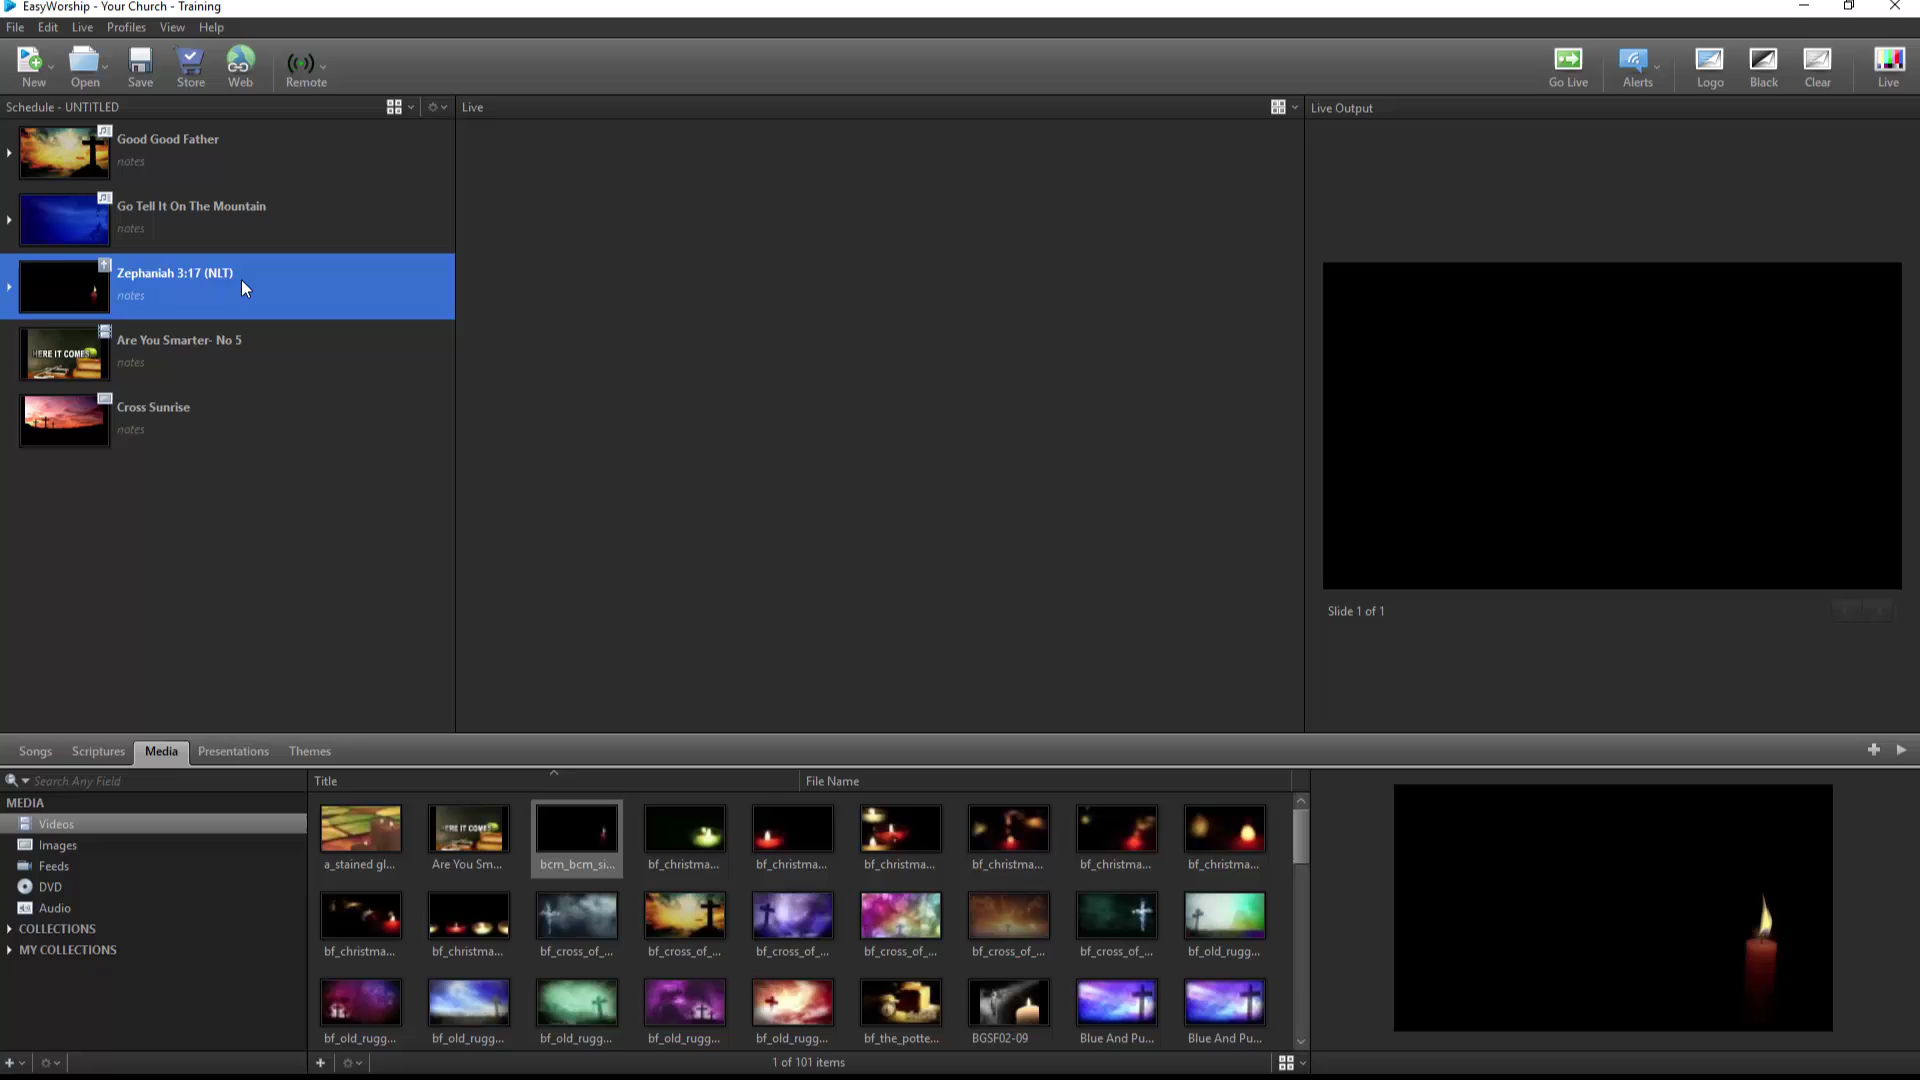 EasyWorship - Your Church - Training
File Edit Live Profiles View Help
New Open Save Store Web Remote Go Live Alerts Logo Black Clear Live
Schedule - UNTITLED
Live
Live Output
Good Good Father
notes
Go Tell It On The Mountain
notes
Zephaniah 3:17 (NLT)
notes
HERE IT COMES
Are You Smarter- No 5
notes
Cross Sunrise
notes
Slide 1 of 1
Songs Scriptures Media Presentations Themes
Search Any Field
MEDIA
Videos
Images
Feeds
DVD
Audio
COLLECTIONS
MY COLLECTIONS
Title File Name
a_stained gl... Are You Sm... bcm_bcm_si... bf_christma... bf_christma... bf_christma... bf_christma... bf_christma... bf_christma...
bf_christma... bf_christma... bf_cross_of_... bf_cross_of_... bf_cross_of_... bf_cross_of_... bf_cross_of_... bf_cross_of_... bf_old_rugg...
bf_old_rugg... bf_old_rugg... bf_old_rugg... bf_old_rugg... bf_old_rugg... bf_the_potte... BGSF02-09 Blue And Pu... Blue And Pu...
1 of 101 items